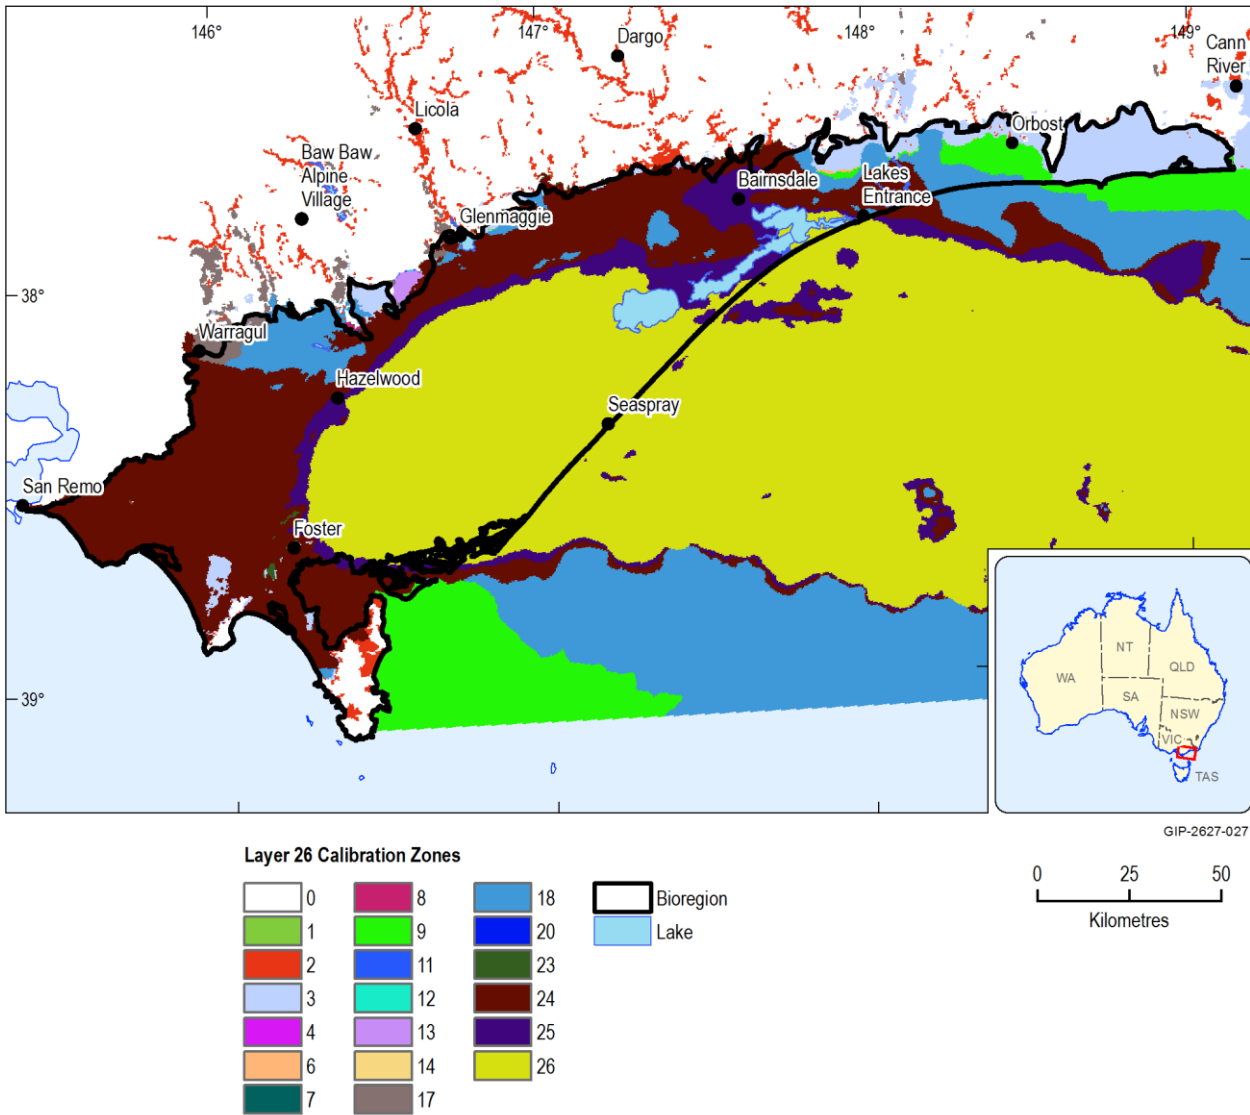 146°
147°
148°
149°
Dargo
Cann
River
Licola
Orbost
Baw Baw
Alpine
Village
Bairnsdale
Lakes
Entrance
Glenmaggie
38°
Warragul
Hazelwood
Seaspray
San Remo
Foster
39°
NT
QLD
WA
SA
NSW
VIC
TAS
GIP-2627-027
Layer 26 Calibration Zones
0
1
2
3
4
6
7
8
9
11
12
13
14
17
18
20
23
24
25
26
Bioregion
Lake
0 25 50
Kilometres